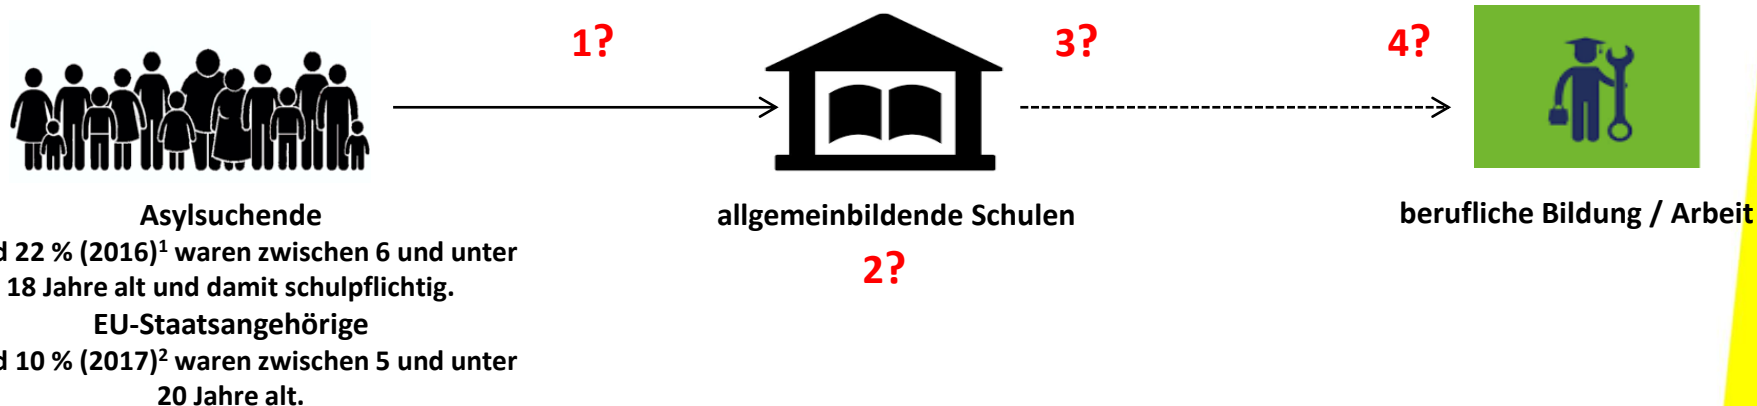 1?
3?
4?
Asylsuchende
d 22 % (2016)¹ waren zwischen 6 und unter
18 Jahre alt und damit schulpflichtig.
EU-Staatsangehörige
d 10 % (2017)² waren zwischen 5 und unter
20 Jahre alt.
allgemeinbildende Schulen
2?
berufliche Bildung / Arbeit